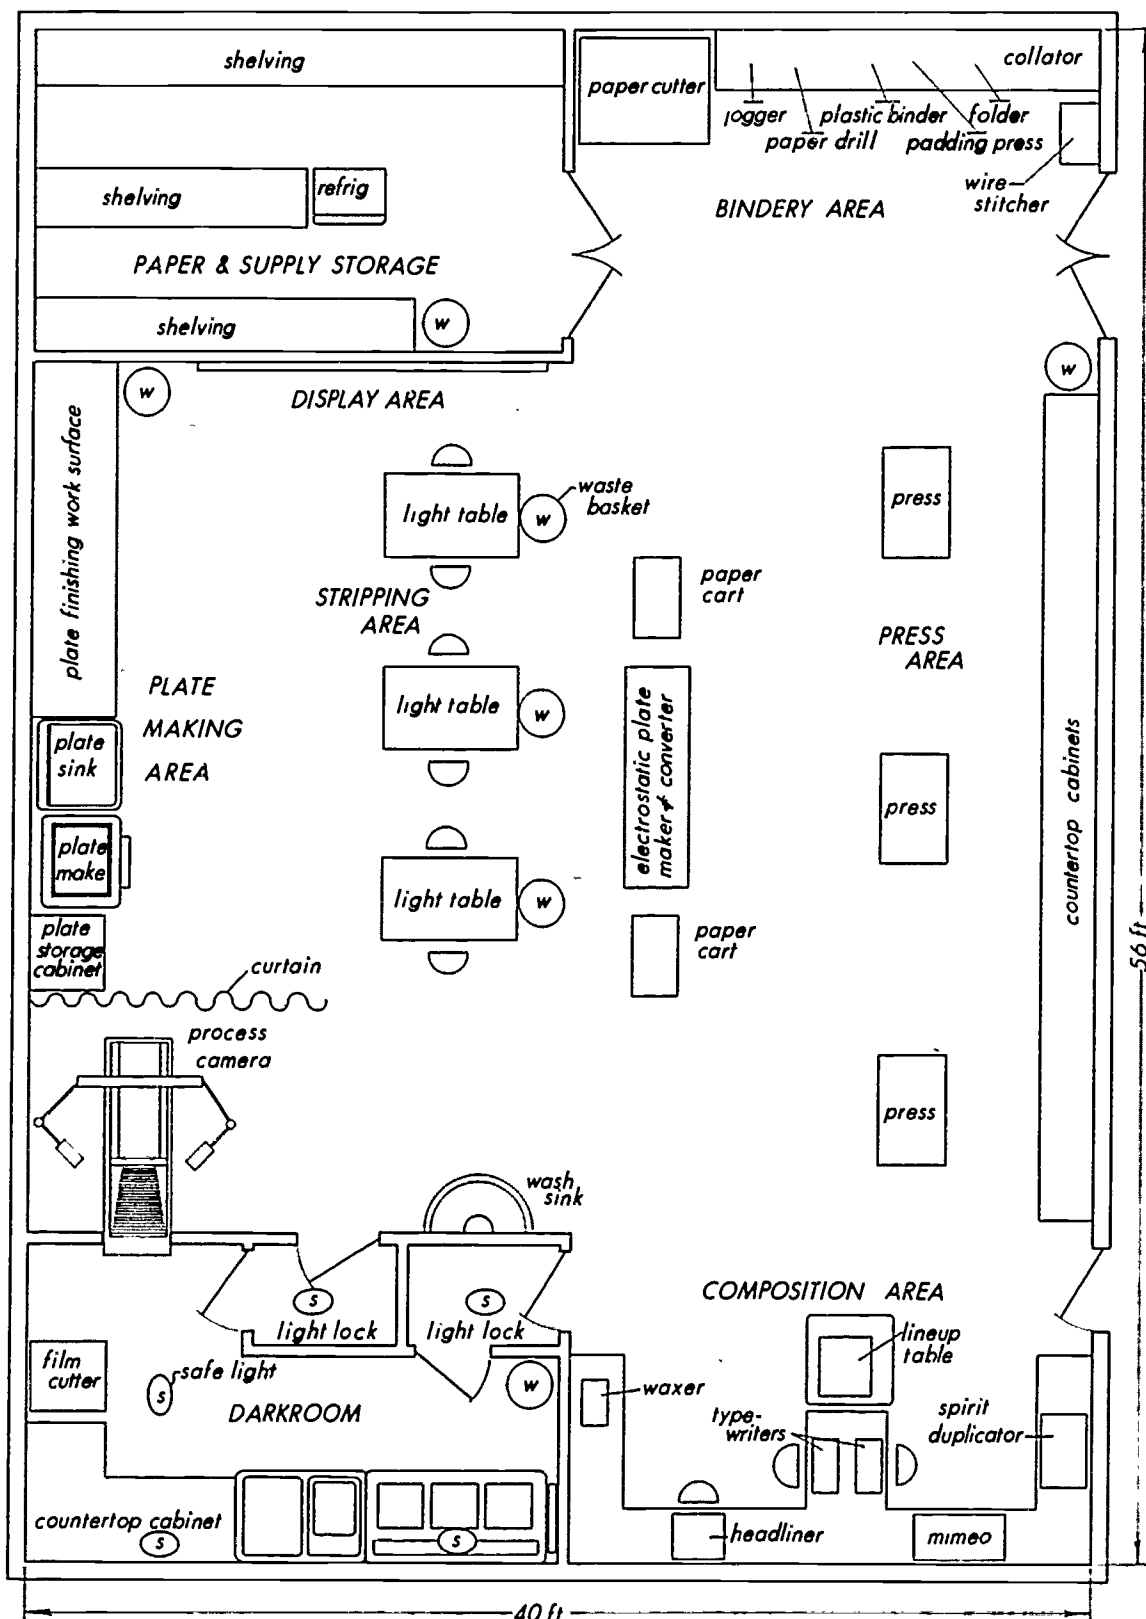 shelving
paper cutter
collator
jogger
plastic binder
folder
paper drill
padding press
shelving
refrig
wire
stitcher
BINDERY AREA
PAPER & SUPPLY STORAGE
shelving
w
w
w
DISPLAY AREA
plate finishing work surface
light table
w
waste
basket
press
paper
cart
STRIPPING
AREA
PRESS
AREA
PLATE
MAKING
AREA
light table
w
electrostatic plate
maker & converter
countertop cabinets
plate
sink
press
plate
make
light table
w
plate
storage
cabinet
paper
cart
56 ft
curtain
process
camera
press
wash
sink
COMPOSITION AREA
s
s
light lock
light lock
lineup
table
film
cutter
safe light
s
w
waxer
DARKROOM
type-
writers
spirit
duplicator
countertop cabinet
s
s
headliner
mimeo
40 ft